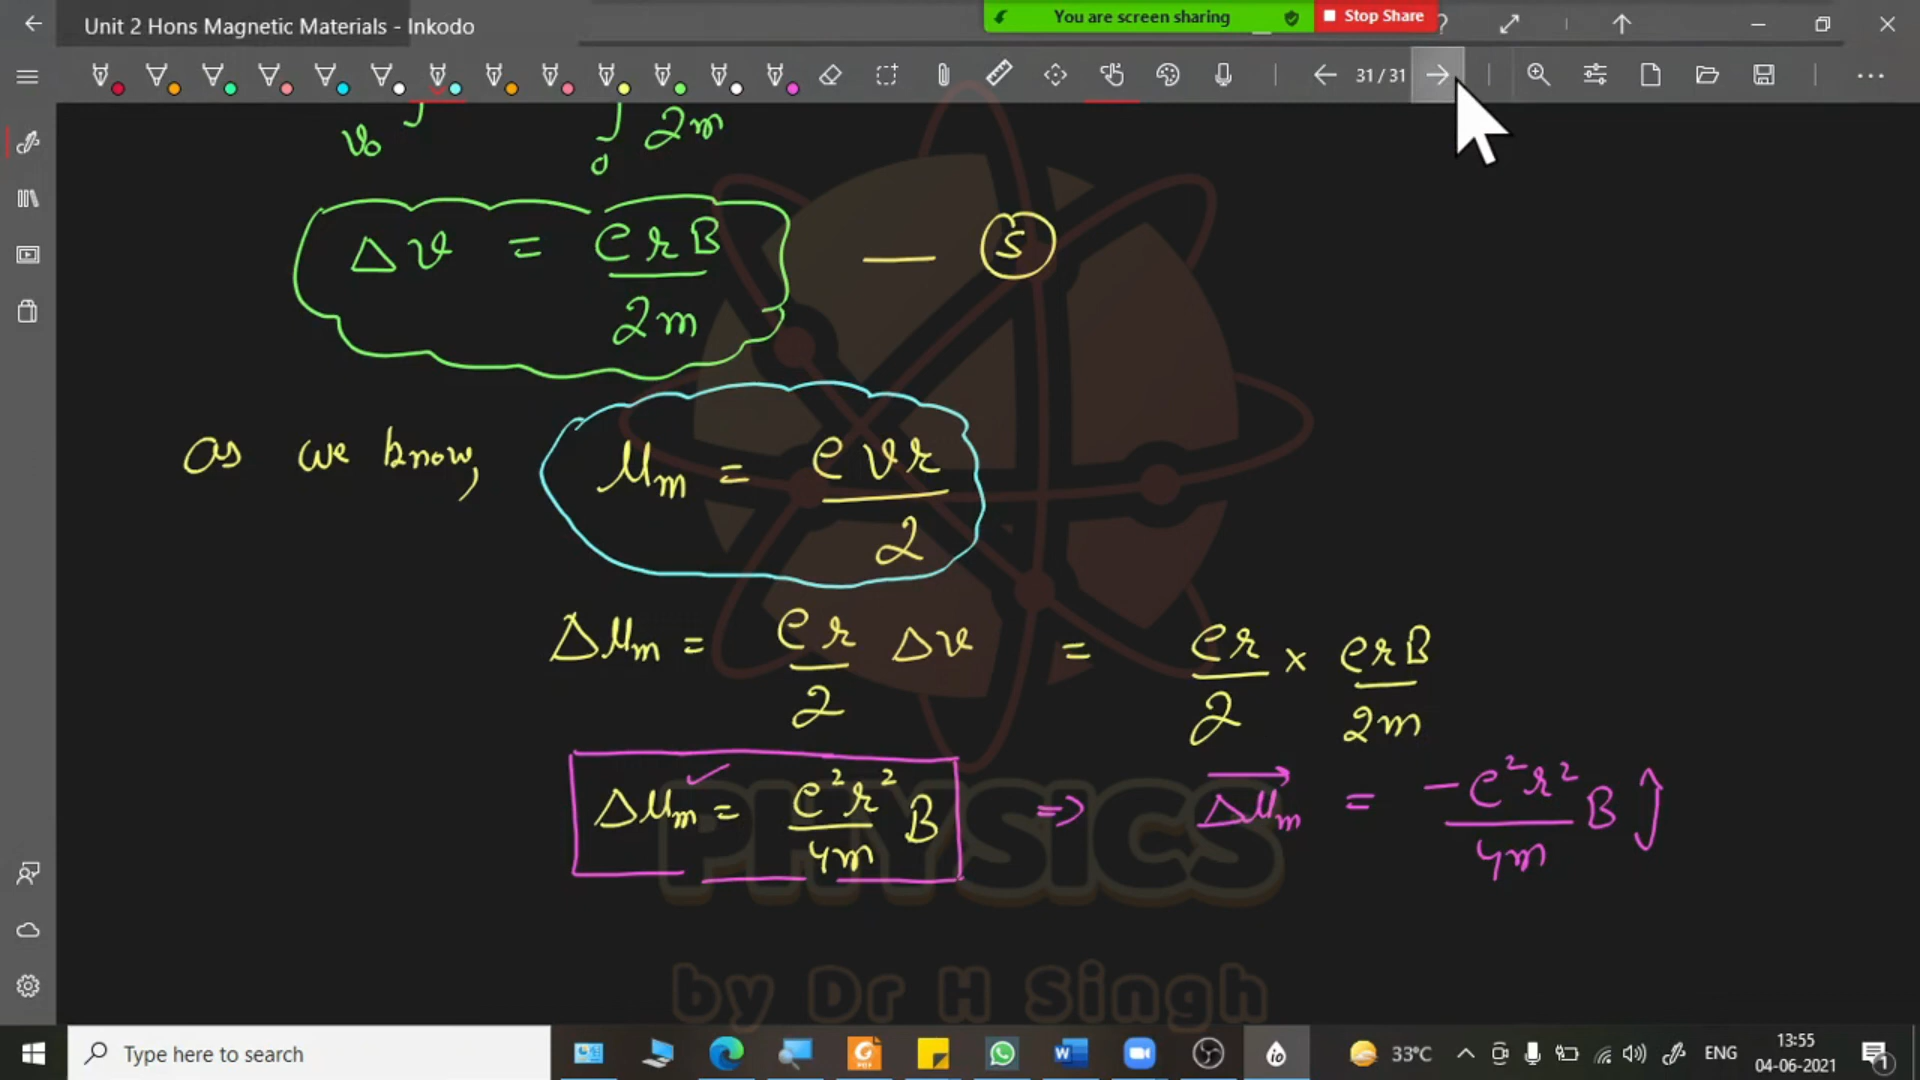 Unit 2 Hons Magnetic Materials - Inkodo
You are screen sharing
Stop Share
?
31 / 31
v₀
0
2m
Δv = erB / 2m — 5
as we know, μm = evr / 2
Δμm = er/2 Δv = er/2 × erB/2m
Δμm = e²r²/4m B => Δμm = -e²r²/4m B ĵ
PHYSICS
by Dr H Singh
Type here to search
33°C
ENG
13:55
04-06-2021
1